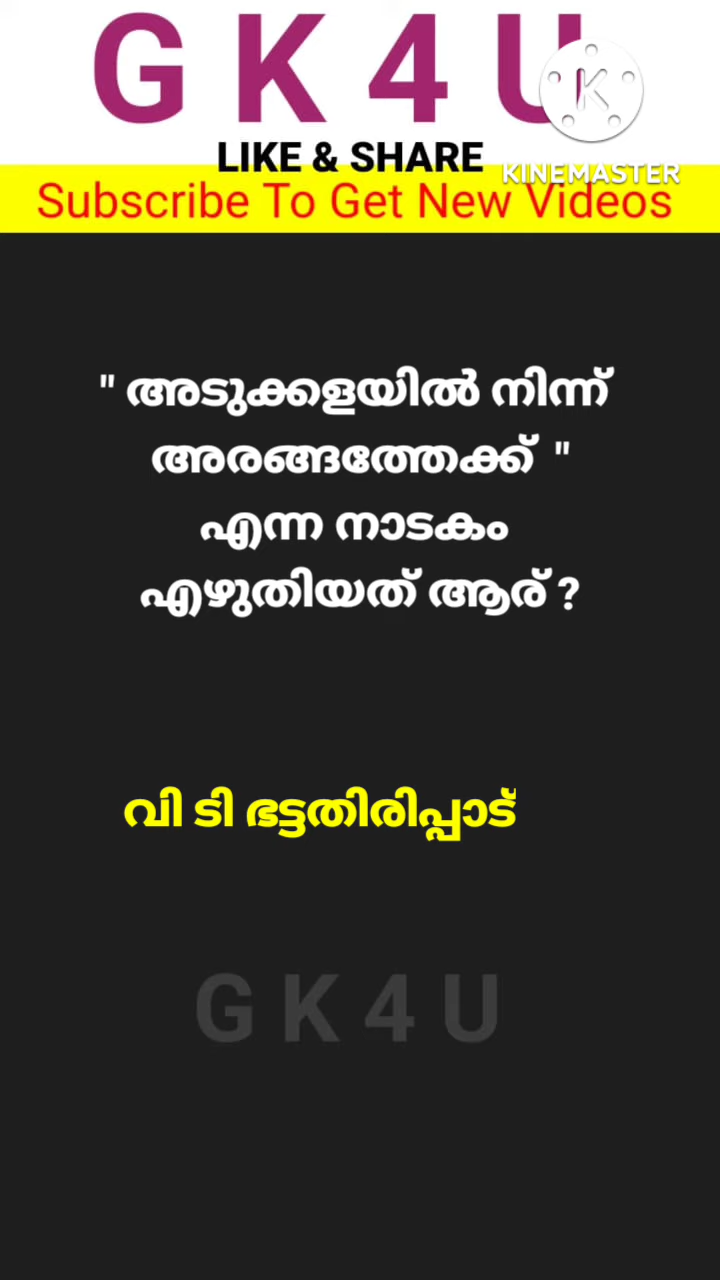 G K 4 U
LIKE & SHARE
KINEMASTER
Subscribe To Get New Videos
" അടുക്കളയിൽ നിന്ന്
അരങ്ങത്തേക്ക് "
എന്ന നാടകം
എഴുതിയത് ആര് ?
വി ടി ഭട്ടതിരിപ്പാട്
G K 4 U